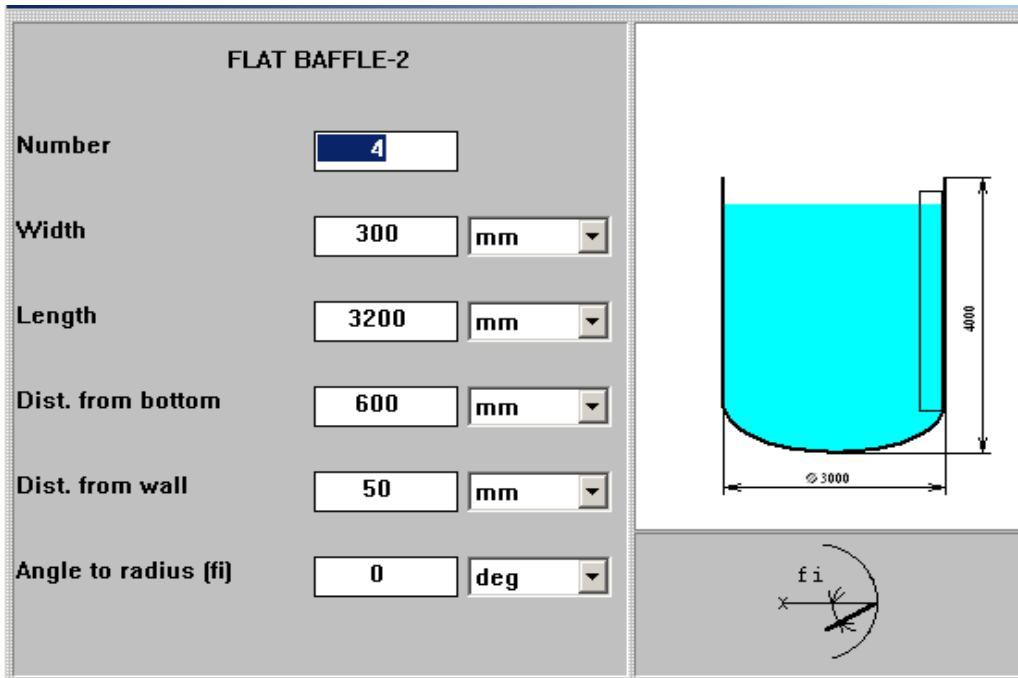 FLAT BAFFLE-2
Number 4
Width 300 mm
Length 3200 mm
Dist. from bottom 600 mm
Dist. from wall 50 mm
Angle to radius (fi) 0 deg
4000
∅ 3000
fi